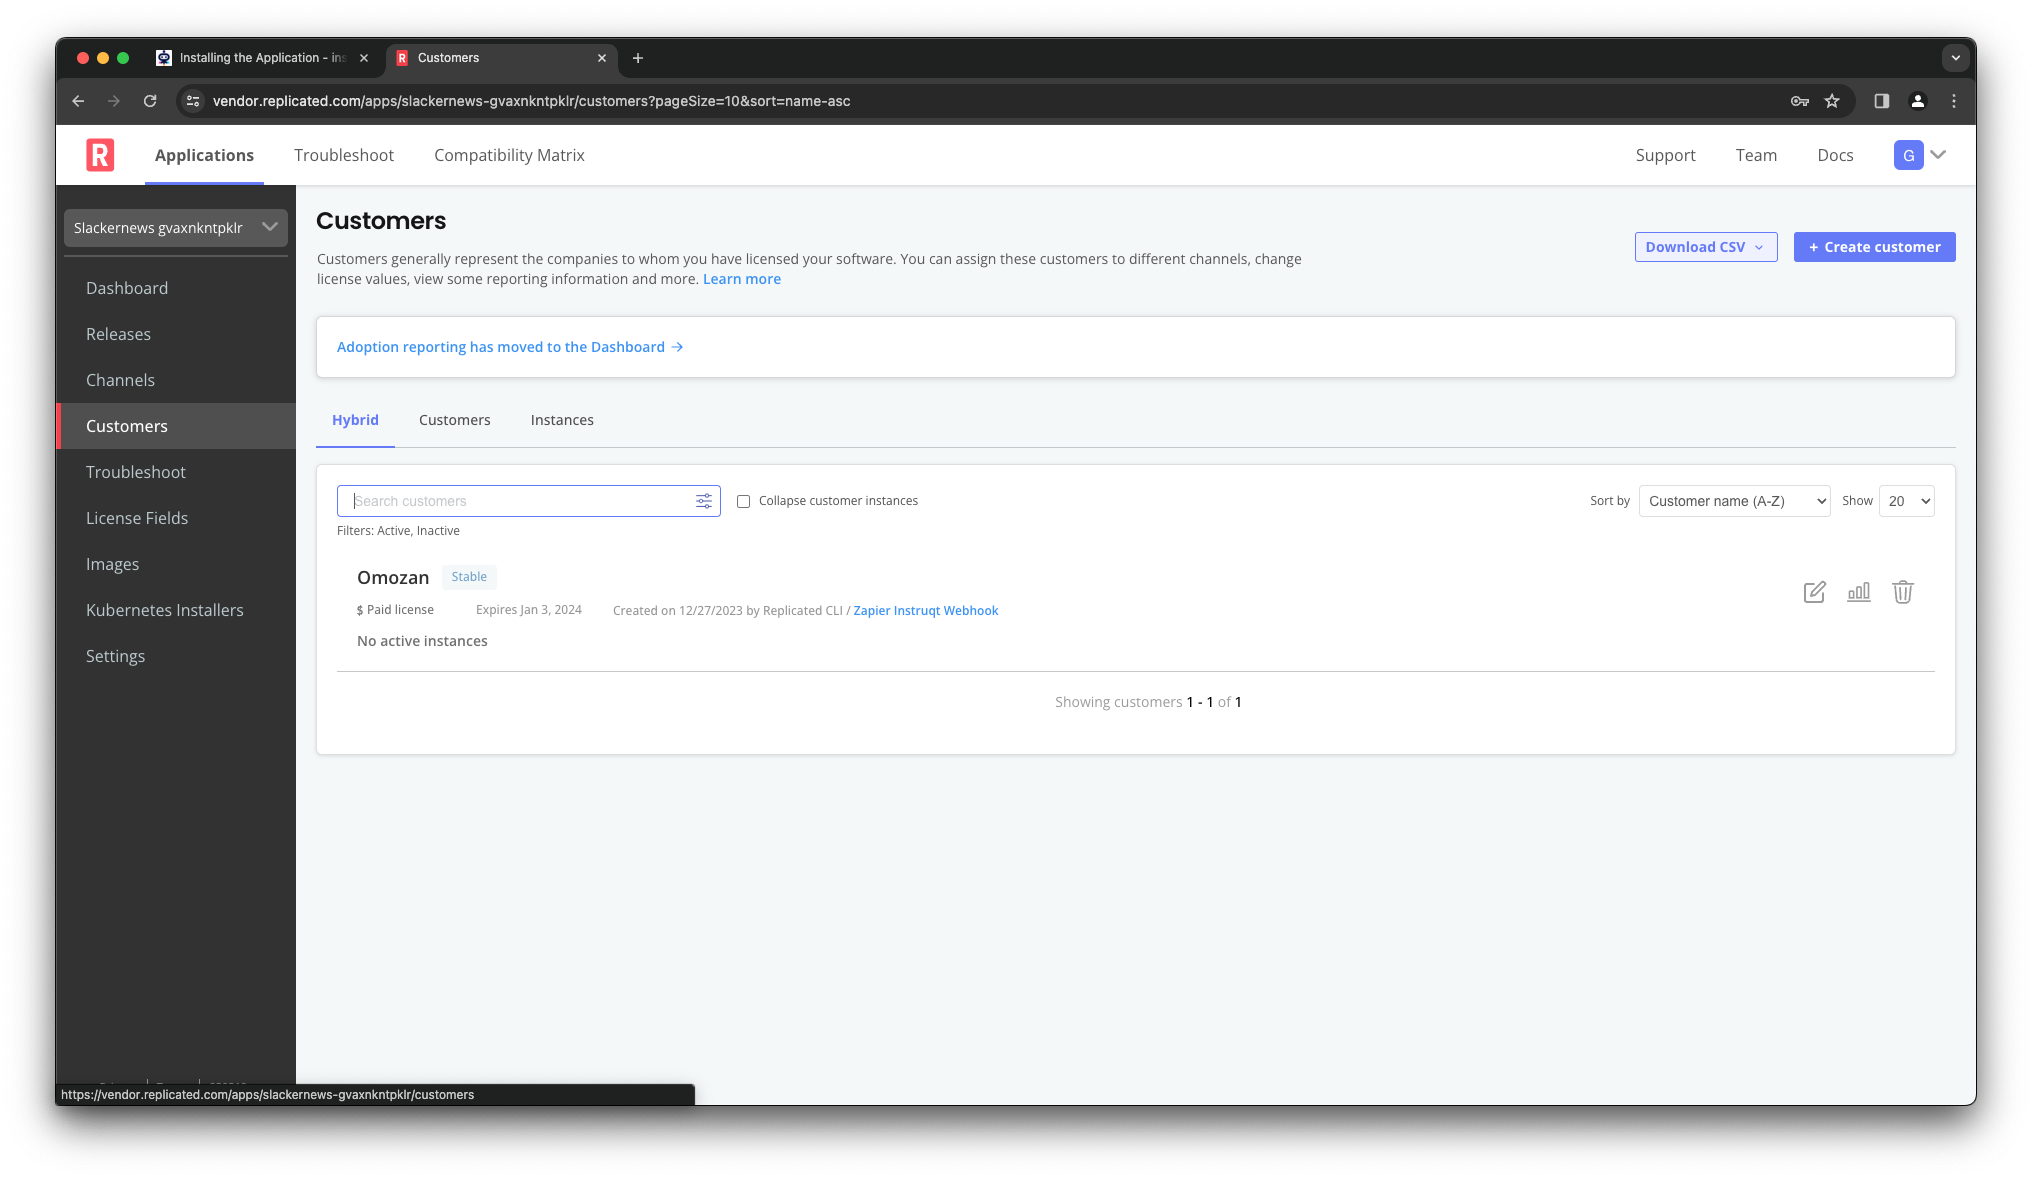 Installing the Application - ins
R Customers
vendor.replicated.com/apps/slackernews-gvaxnkntpklr/customers?pageSize=10&sort=name-asc
R Applications Troubleshoot Compatibility Matrix Support Team Docs G
Slackernews gvaxnkntpklr
Dashboard
Releases
Channels
Customers
Troubleshoot
License Fields
Images
Kubernetes Installers
Settings
Customers
Customers generally represent the companies to whom you have licensed your software. You can assign these customers to different channels, change
license values, view some reporting information and more. Learn more
Download CSV
+ Create customer
Adoption reporting has moved to the Dashboard →
Hybrid Customers Instances
Search customers
Collapse customer instances
Sort by Customer name (A-Z) Show 20
Filters: Active, Inactive
Omozan Stable
$ Paid license Expires Jan 3, 2024 Created on 12/27/2023 by Replicated CLI / Zapier Instruqt Webhook
No active instances
Showing customers 1 - 1 of 1
https://vendor.replicated.com/apps/slackernews-gvaxnkntpklr/customers